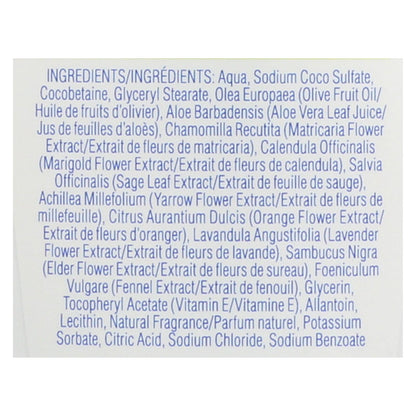 INGREDIENTS/INGRÉDIENTS: Aqua, Sodium Coco Sulfate,
Cocobetaine, Glyceryl Stearate, Olea Europaea (Olive Fruit Oil/
Huile de fruits d'olivier), Aloe Barbadensis (Aloe Vera Leaf Juice/
Jus de feuilles d'aloès), Chamomilla Recutita (Matricaria Flower
Extract/Extrait de fleurs de matricaria), Calendula Officinalis
(Marigold Flower Extract/Extrait de fleurs de calendula), Salvia
Officinalis (Sage Leaf Extract/Extrait de feuille de sauge),
Achillea Millefolium (Yarrow Flower Extract/Extrait de fleurs de
millefeuille), Citrus Aurantium Dulcis (Orange Flower Extract/
Extrait de fleurs d'oranger), Lavandula Angustifolia (Lavender
Flower Extract/Extrait de fleurs de lavande), Sambucus Nigra
(Elder Flower Extract/Extrait de fleurs de sureau), Foeniculum
Vulgare (Fennel Extract/Extrait de fenouil), Glycerin,
Tocopheryl Acetate (Vitamin E/Vitamine E), Allantoin,
Lecithin, Natural Fragrance/Parfum naturel, Potassium
Sorbate, Citric Acid, Sodium Chloride, Sodium Benzoate